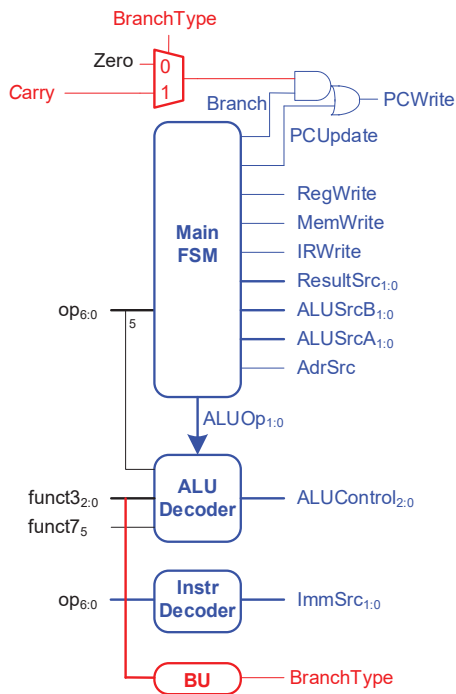 BranchType
Zero
0
Carry
1
Branch
PCWrite
PCUpdate
Main
FSM
RegWrite
MemWrite
IRWrite
ResultSrc1:0
op6:0
5
ALUSrcB1:0
ALUSrcA1:0
AdrSrc
ALUOp1:0
funct32:0
ALU
Decoder
ALUControl2:0
funct75
op6:0
Instr
Decoder
ImmSrc1:0
BU
BranchType